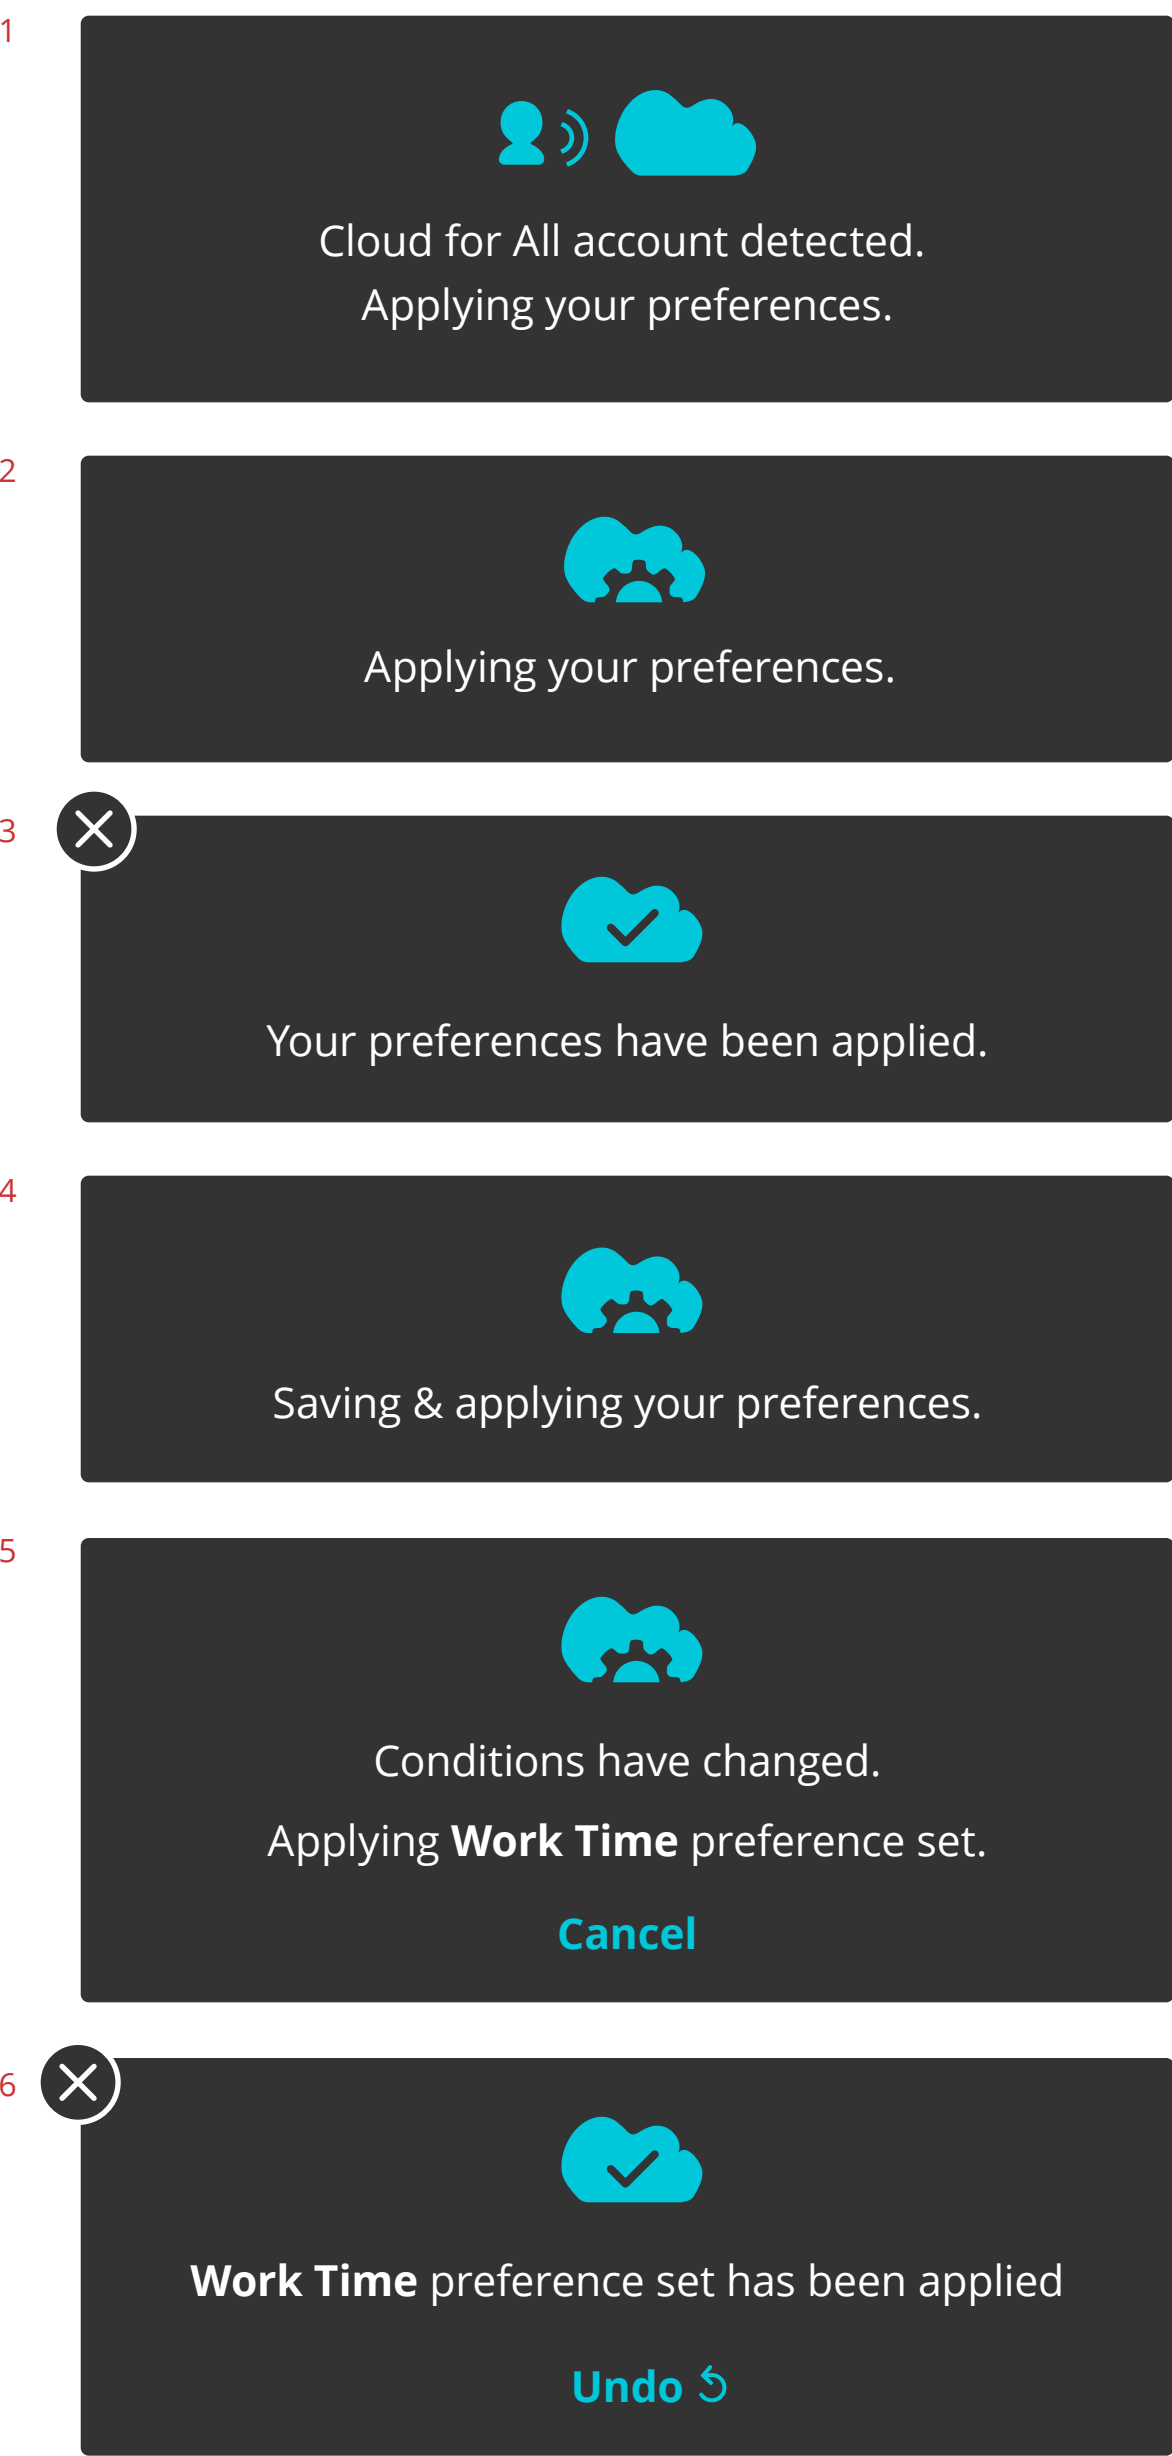 1
Cloud for All account detected.
Applying your preferences.
2
Applying your preferences.
3
Your preferences have been applied.
4
Saving & applying your preferences.
5
Conditions have changed.
Applying Work Time preference set.
Cancel
6
Work Time preference set has been applied
Undo